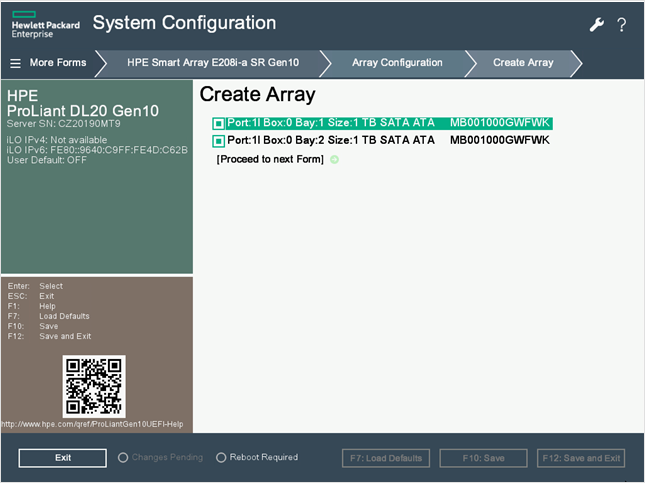 Hewlett Packard
Enterprise
System Configuration
?
More Forms
HPE Smart Array E208i-a SR Gen10
Array Configuration
Create Array
HPE
ProLiant DL20 Gen10
Server SN: CZ20190MT9
iLO IPv4: Not available
iLO IPv6: FE80::9640:C9FF:FE4D:C62B
User Default: OFF
Create Array
Port:1I Box:0 Bay:1 Size:1 TB SATA ATA MB001000GWFWK
Port:1I Box:0 Bay:2 Size:1 TB SATA ATA MB001000GWFWK
[Proceed to next Form]
Enter: Select
ESC: Exit
F1: Help
F7: Load Defaults
F10: Save
F12: Save and Exit
http://www.hpe.com/qref/ProLiantGen10UEFI-Help
Exit
Changes Pending
Reboot Required
F7: Load Defaults
F10: Save
F12: Save and Exit